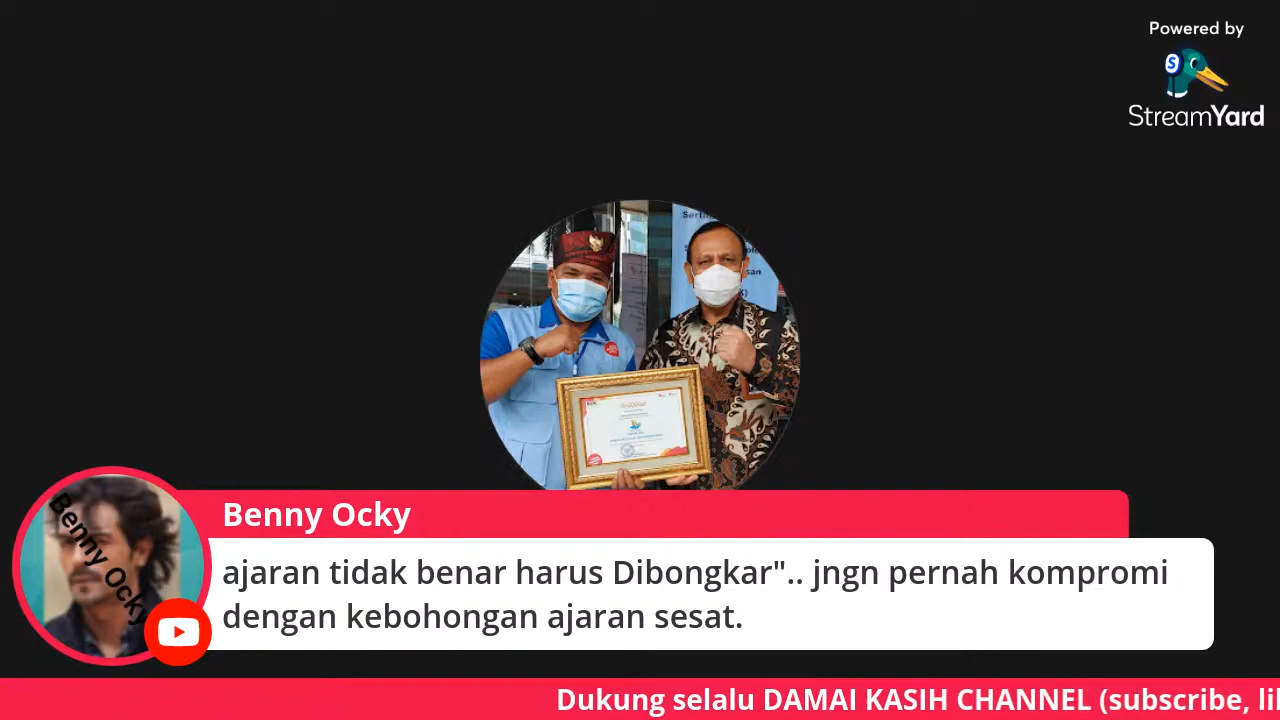 Powered by
StreamYard
Benny Ocky
ajaran tidak benar harus Dibongkar".. jngn pernah kompromi
dengan kebohongan ajaran sesat.
Benny Ocky
Dukung selalu DAMAI KASIH CHANNEL (subscribe, li